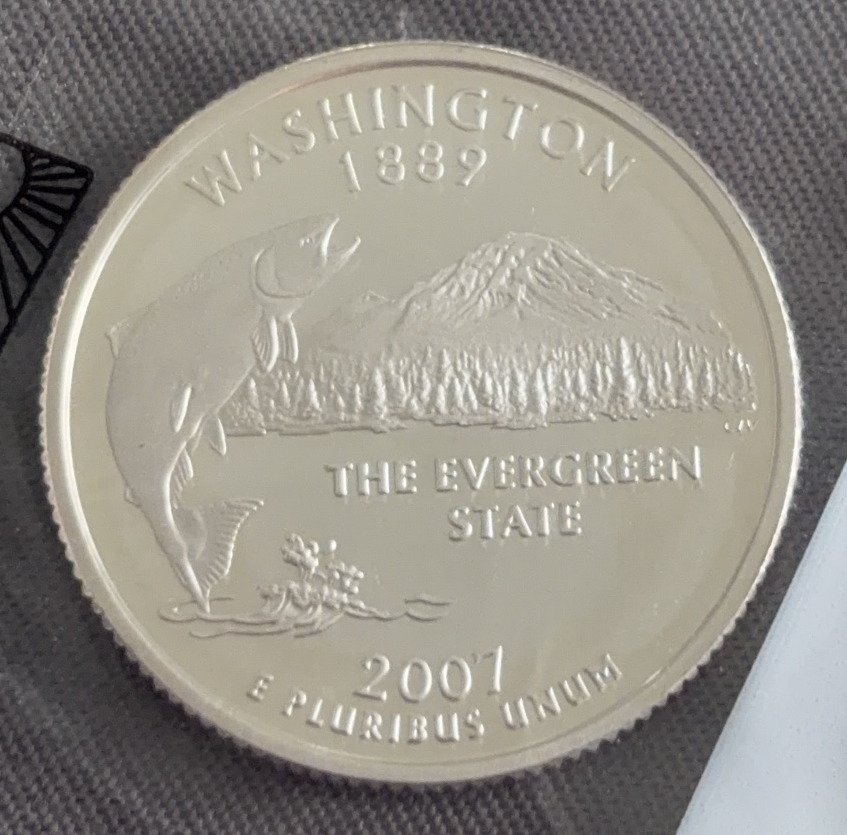 WASHINGTON
1889
THE EVERGREEN
STATE
2007
E PLURIBUS UNUM